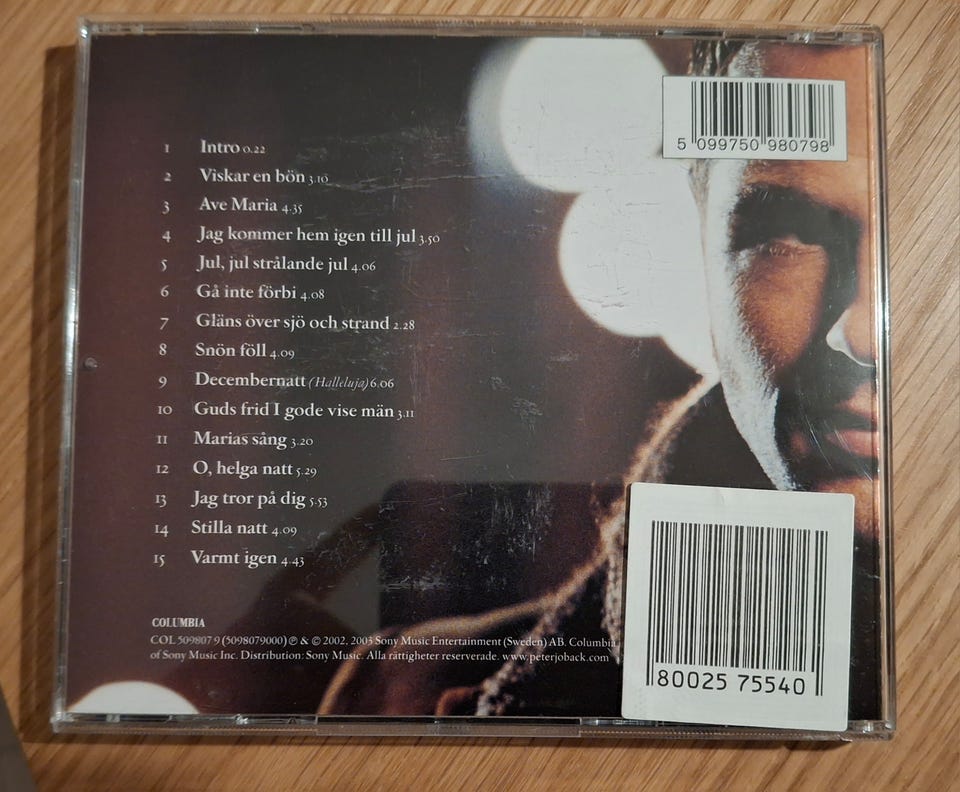 5 099750 980798
1 Intro 0.22
2 Viskar en bön 3.10
3 Ave Maria 4.35
4 Jag kommer hem igen till jul 3.50
5 Jul, jul strålande jul 4.06
6 Gå inte förbi 4.08
7 Gläns över sjö och strand 2.28
8 Snön föll 4.09
9 Decembernatt (Halleluja) 6.06
10 Guds frid I gode vise män 3.11
11 Marias sång 3.20
12 O, helga natt 5.29
13 Jag tror på dig 5.53
14 Stilla natt 4.09
15 Varmt igen 4.43
COLUMBIA
COL 509807 9 (5098079000) ℗ & © 2002, 2003 Sony Music Entertainment (Sweden) AB. Columbia
of Sony Music Inc. Distribution: Sony Music. Alla rättigheter reserverade. www.peterjoback.com
80025 75540